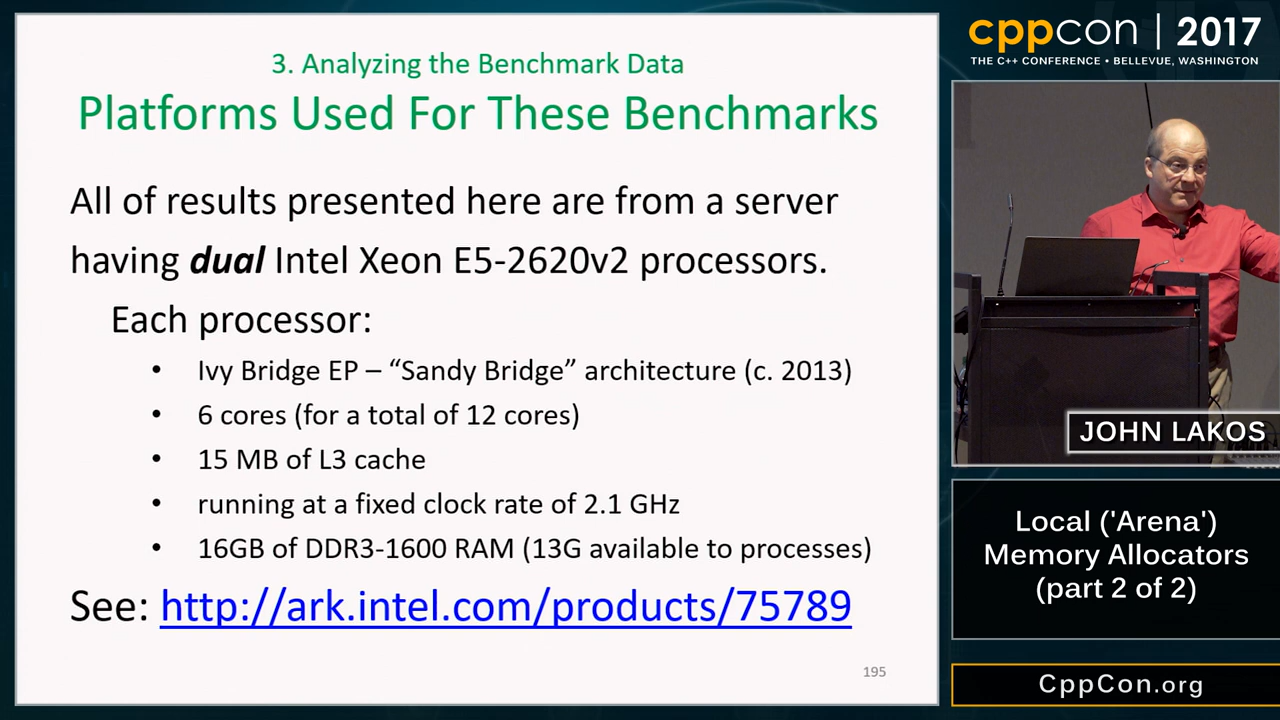 3. Analyzing the Benchmark Data
Platforms Used For These Benchmarks
All of results presented here are from a server
having dual Intel Xeon E5-2620v2 processors.
Each processor:
• Ivy Bridge EP – “Sandy Bridge” architecture (c. 2013)
• 6 cores (for a total of 12 cores)
• 15 MB of L3 cache
• running at a fixed clock rate of 2.1 GHz
• 16GB of DDR3-1600 RAM (13G available to processes)
See: http://ark.intel.com/products/75789
195
cppcon | 2017
THE C++ CONFERENCE • BELLEVUE, WASHINGTON
JOHN LAKOS
Local ('Arena')
Memory Allocators
(part 2 of 2)
CppCon.org